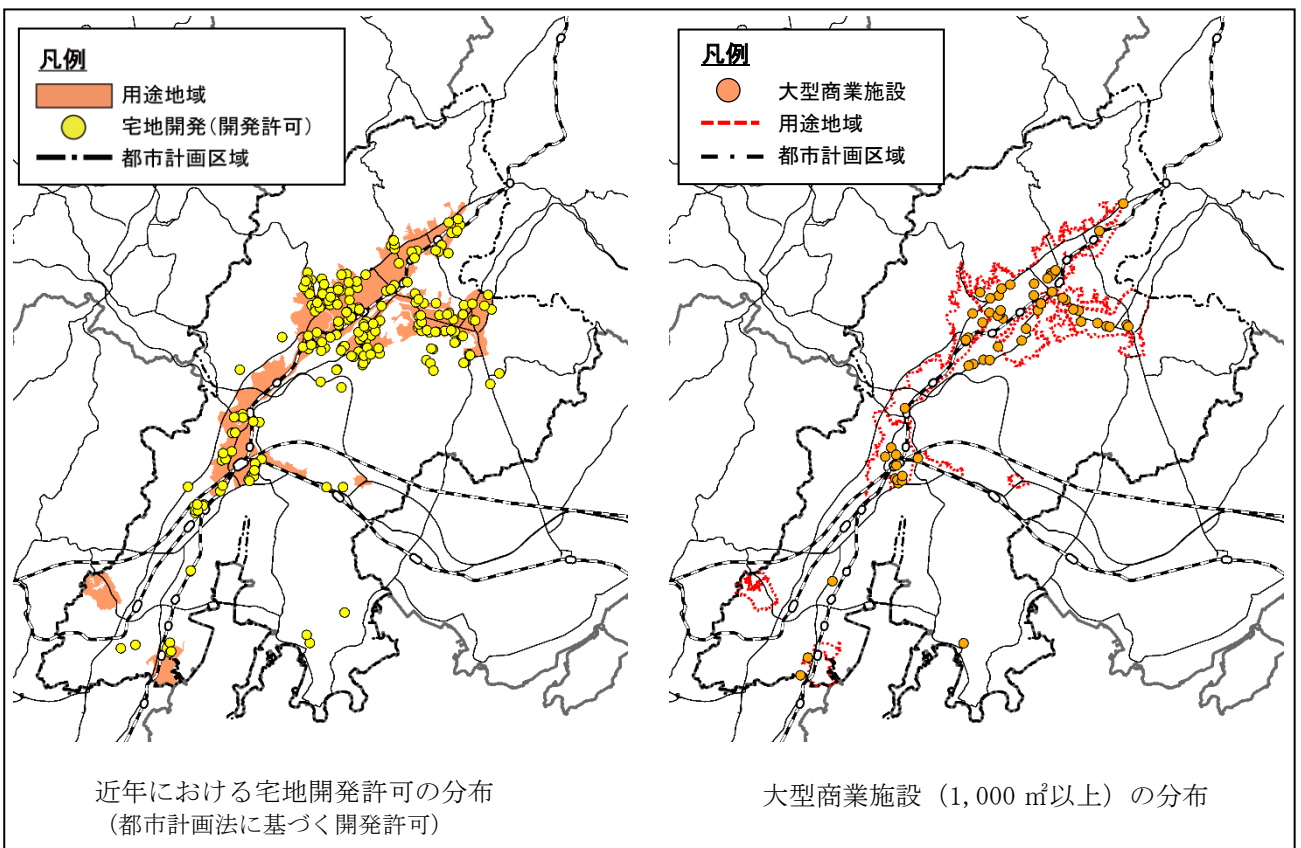 凡例
用途地域
宅地開発(開発許可)
都市計画区域
凡例
大型商業施設
用途地域
都市計画区域
近年における宅地開発許可の分布
（都市計画法に基づく開発許可）
大型商業施設（1,000 ㎡以上）の分布